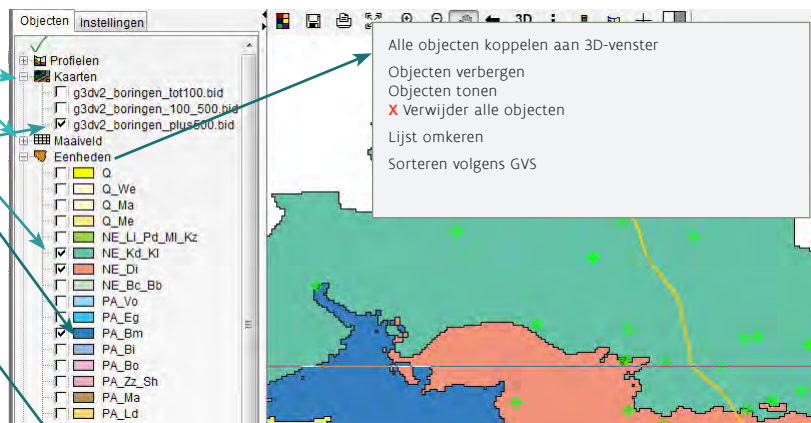 Objecten
Instellingen
3D
Profielen
Kaarten
g3dv2_boringen_tot100.bid
g3dv2_boringen_100_500.bid
g3dv2_boringen_plus500.bid
Maaiveld
Eenheden
Q
Q_We
Q_Ma
Q_Me
NE_Li_Pd_Ml_Kz
NE_Kd_Kl
NE_Di
NE_Bc_Bb
PA_Vo
PA_Eg
PA_Bm
PA_Bi
PA_Bo
PA_Zz_Sh
PA_Ma
PA_Ld
Alle objecten koppelen aan 3D-venster
Objecten verbergen
Objecten tonen
X Verwijder alle objecten
Lijst omkeren
Sorteren volgens GVS